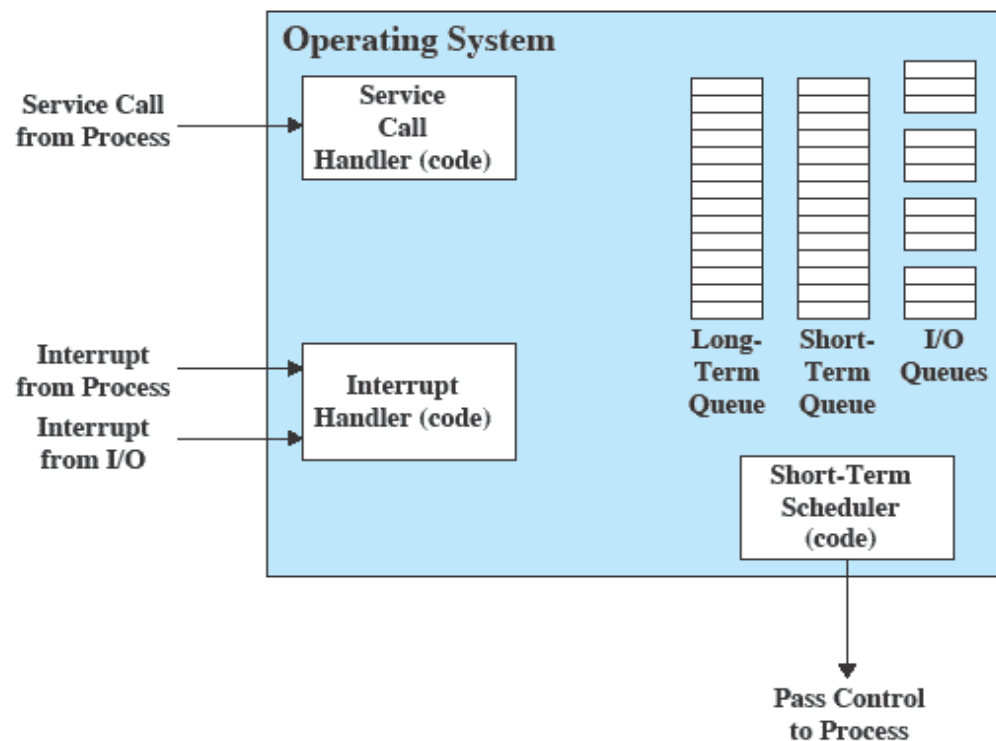 Operating System
Service Call
from Process
Service
Call
Handler (code)
Interrupt
from Process
Interrupt
from I/O
Interrupt
Handler (code)
Long-
Term
Queue
Short-
Term
Queue
I/O
Queues
Short-Term
Scheduler
(code)
Pass Control
to Process